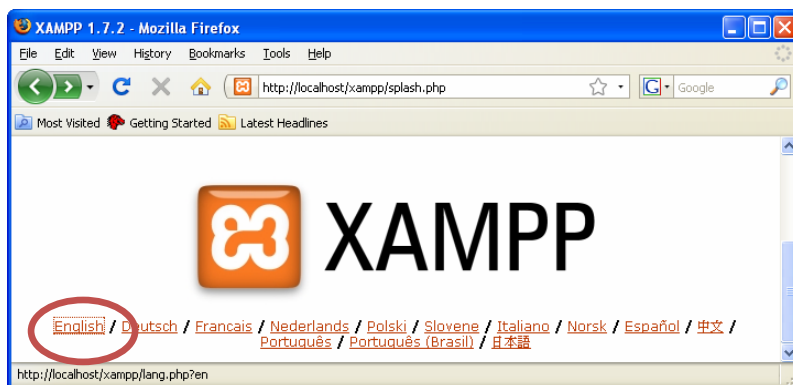 XAMPP 1.7.2 - Mozilla Firefox
File Edit View History Bookmarks Tools Help
http://localhost/xampp/splash.php G Google
Most Visited Getting Started Latest Headlines
XAMPP
English / Deutsch / Francais / Nederlands / Polski / Slovene / Italiano / Norsk / Español / 中文 /
Português / Português (Brasil) / 日本語
http://localhost/xampp/lang.php?en